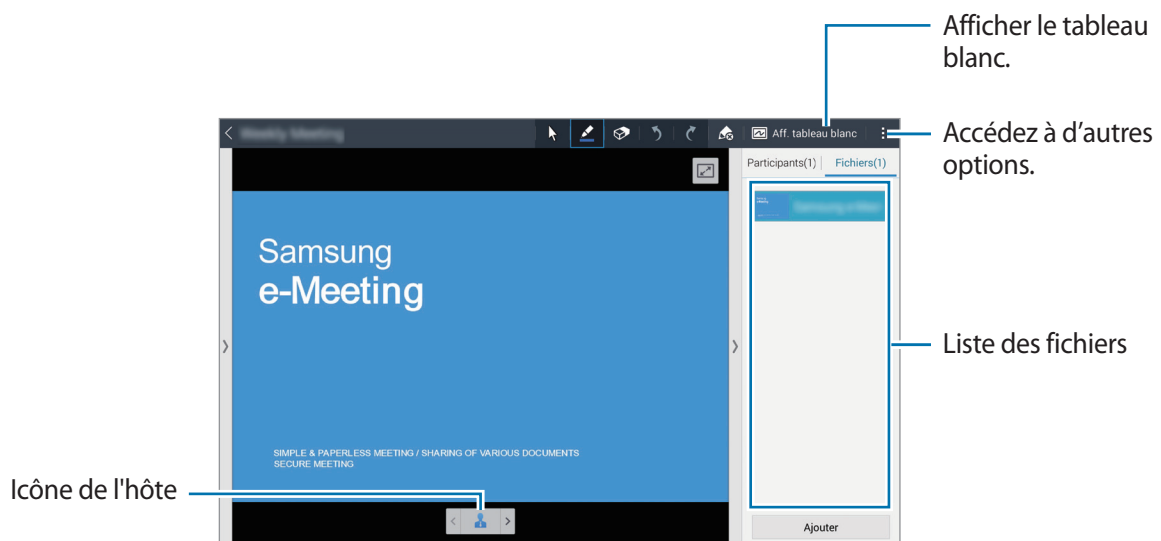 Afficher le tableau
blanc.
Aff. tableau blanc
Accédez à d'autres
options.
Participants(1)
Fichiers(1)
Samsung
e-Meeting
Liste des fichiers
SIMPLE & PAPERLESS MEETING / SHARING OF VARIOUS DOCUMENTS
SECURE MEETING
Icône de l'hôte
Ajouter